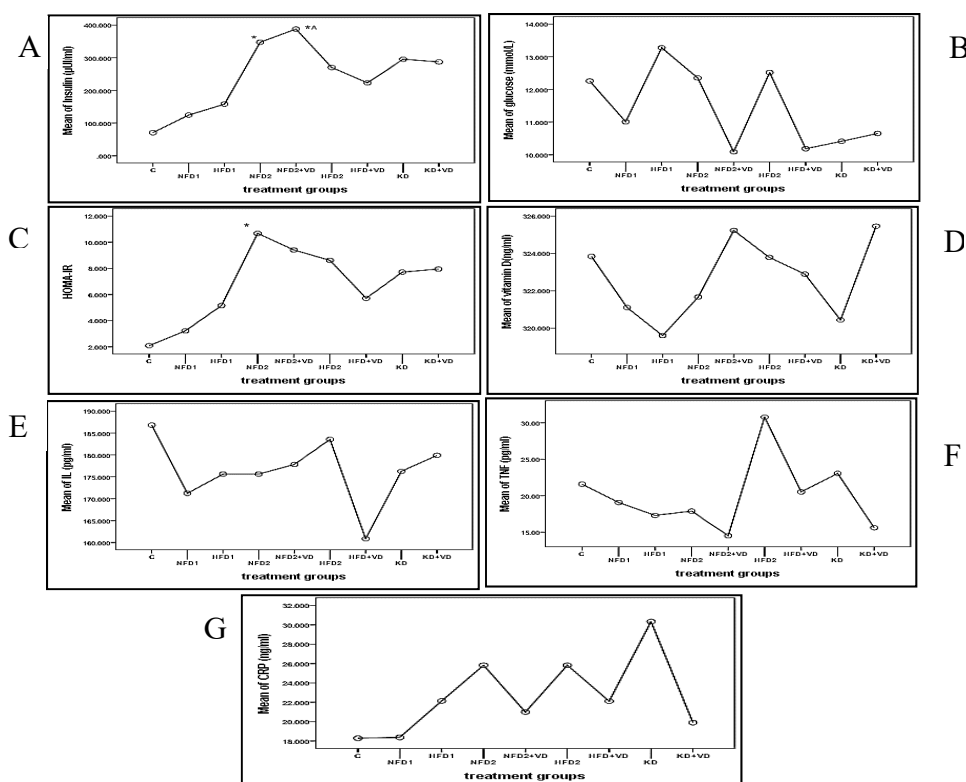 A
Mean of Insulin (µUI/ml)
400.000
300.000
200.000
100.000
.000
*
*^
C NFD1 HFD1 NFD2 NFD2+VD HFD2 HFD+VD KD KD+VD
treatment groups
B
Mean of glucose (mmol/L)
14.000
13.000
12.000
11.000
10.000
C NFD1 HFD1 NFD2 NFD2+VD HFD2 HFD+VD KD KD+VD
treatment groups
C
HOMA-IR
12.000
10.000
8.000
6.000
4.000
2.000
*
C NFD1 HFD1 NFD2 NFD2+VD HFD2 HFD+VD KD KD+VD
treatment groups
D
Mean of vitamin D(ng/ml)
326.000
324.000
322.000
320.000
C NFD1 HFD1 NFD2 NFD2+VD HFD2 HFD+VD KD KD+VD
treatment groups
E
Mean of IL (pg/ml)
190.000
185.000
180.000
175.000
170.000
165.000
160.000
C NFD1 HFD1 NFD2 NFD2+VD HFD2 HFD+VD KD KD+VD
treatment groups
F
Mean of TNF (pg/ml)
30.00
25.00
20.00
15.00
C NFD1 HFD1 NFD2 NFD2+VD HFD2 HFD+VD KD KD+VD
treatment groups
G
Mean of CRP (ng/ml)
32.000
30.000
28.000
26.000
24.000
22.000
20.000
18.000
C NFD1 HFD1 NFD2 NFD2+VD HFD2 HFD+VD KD KD+VD
treatment groups